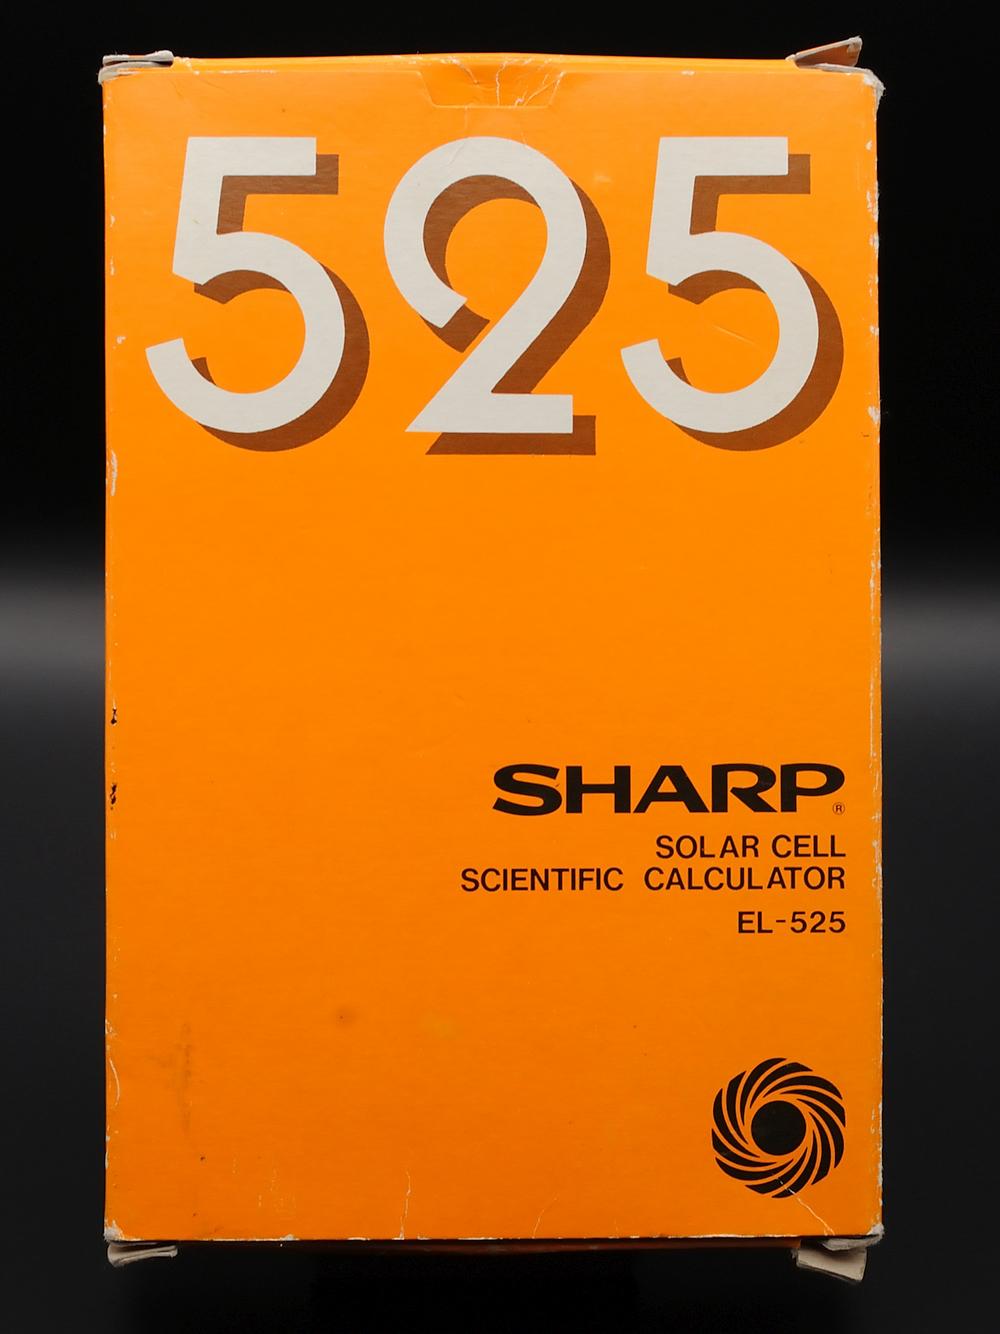 525
SHARP®
SOLAR CELL
SCIENTIFIC CALCULATOR
EL-525